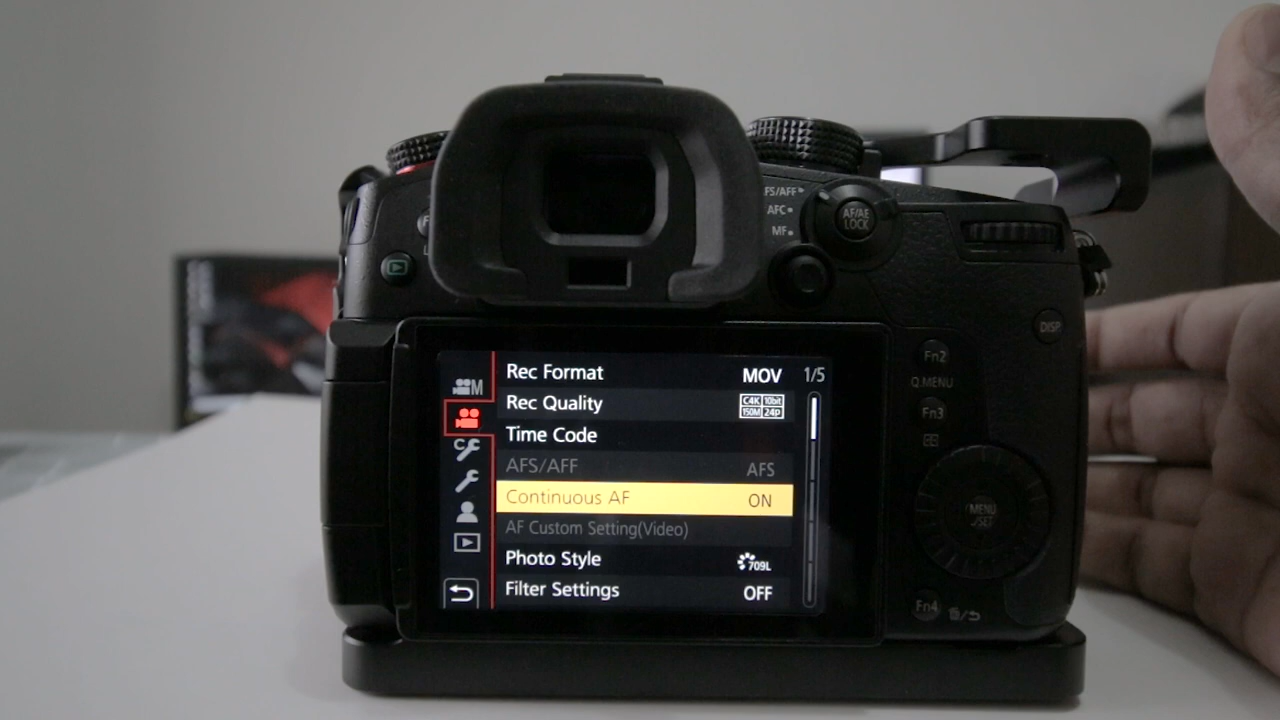 FS/AFF
AFC
MF
AF/AE
LOCK
DISP.
Fn2
Q.MENU
Fn3
MENU
/SET
Fn4
M
Rec Format MOV 1/5
Rec Quality C4K 10bit
150M 24p
Time Code
AFS/AFF AFS
C
Continuous AF ON
AF Custom Setting(Video)
Photo Style 709L
Filter Settings OFF